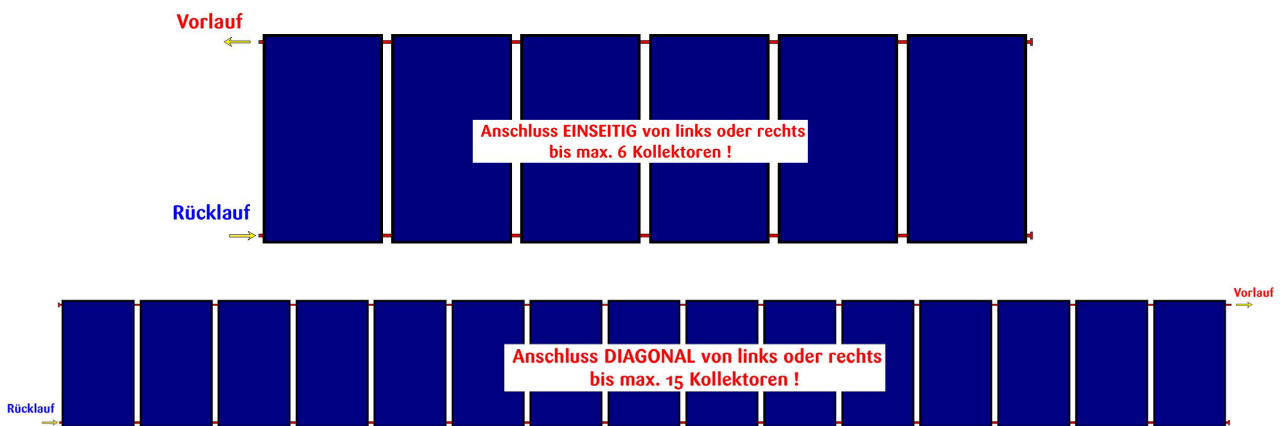 Vorlauf
Anschluss EINSEITIG von links oder rechts
bis max. 6 Kollektoren !
Rücklauf
Vorlauf
Anschluss DIAGONAL von links oder rechts
bis max. 15 Kollektoren !
Rücklauf